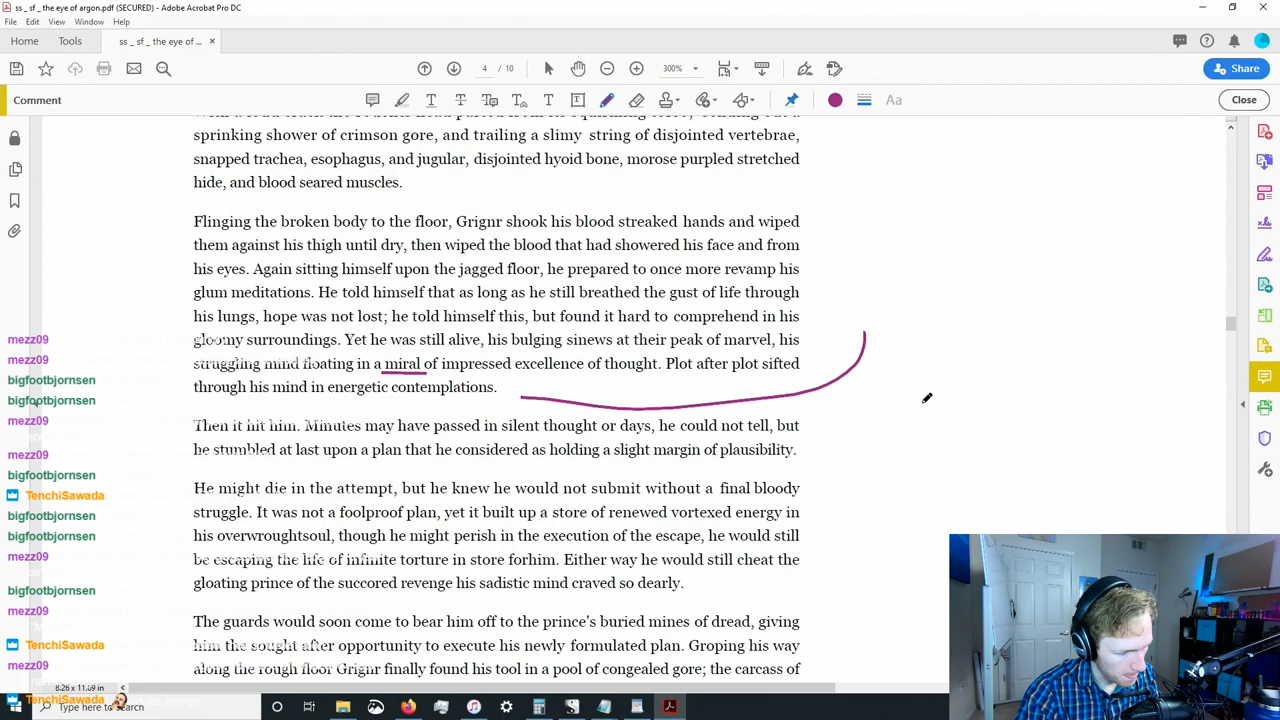 ss _ sf _ the eye of argon.pdf (SECURED) - Adobe Acrobat Pro DC
File Edit View Window Help
Home Tools ss _ sf _ the eye of ... ×
4 / 10 300% Share
Comment Aa Close
sprinking shower of crimson gore, and trailing a slimy string of disjointed vertebrae,
snapped trachea, esophagus, and jugular, disjointed hyoid bone, morose purpled stretched
hide, and blood seared muscles.
Flinging the broken body to the floor, Grignr shook his blood streaked hands and wiped
them against his thigh until dry, then wiped the blood that had showered his face and from
his eyes. Again sitting himself upon the jagged floor, he prepared to once more revamp his
glum meditations. He told himself that as long as he still breathed the gust of life through
his lungs, hope was not lost; he told himself this, but found it hard to comprehend in his
gloomy surroundings. Yet he was still alive, his bulging sinews at their peak of marvel, his
struggling mind floating in a miral of impressed excellence of thought. Plot after plot sifted
through his mind in energetic contemplations.
Then it hit him. Minutes may have passed in silent thought or days, he could not tell, but
he stumbled at last upon a plan that he considered as holding a slight margin of plausibility.
He might die in the attempt, but he knew he would not submit without a final bloody
struggle. It was not a foolproof plan, yet it built up a store of renewed vortexed energy in
his overwroughtsoul, though he might perish in the execution of the escape, he would still
be escaping the life of infinite torture in store forhim. Either way he would still cheat the
gloating prince of the succored revenge his sadistic mind craved so dearly.
The guards would soon come to bear him off to the prince's buried mines of dread, giving
him the sought after opportunity to execute his newly formulated plan. Groping his way
along the rough floor Grignr finally found his tool in a pool of congealed gore; the carcass of
mezz09
mezz09
bigfootbjornsen
bigfootbjornsen
mezz09
mezz09
bigfootbjornsen
TenchiSawada
bigfootbjornsen
bigfootbjornsen
mezz09
bigfootbjornsen
mezz09
TenchiSawada
mezz09
TenchiSawada
8.26 x 11.69 in
Type here to search